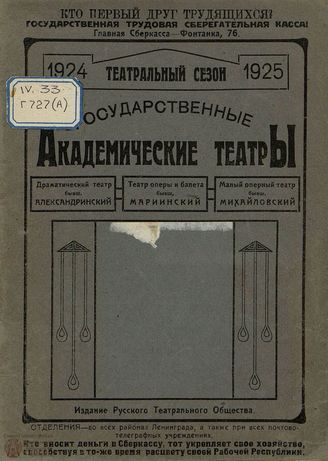 КТО ПЕРВЫЙ ДРУГ ТРУДЯЩИХСЯ?
ГОСУДАРСТВЕННАЯ ТРУДОВАЯ СБЕРЕГАТЕЛЬНАЯ КАССА!
Главная Сберкасса—Фонтанка, 76.
1924 ТЕАТРАЛЬНЫЙ СЕЗОН 1925
IV. 33
Г727(А)
ГОСУДАРСТВЕННЫЕ
АКАДЕМИЧЕСКИЕ ТЕАТРЫ
Драматический театр
бывш.
АЛЕКСАНДРИНСКИЙ
Театр оперы и балета
бывш.
МАРИИНСКИЙ
Малый оперный театр
бывш.
МИХАЙЛОВСКИЙ
Издание Русского Театрального Общества.
ОТДЕЛЕНИЯ—во всех районах Ленинграда, а также при всех почтово-
телеграфных учреждениях.
Кто вносит деньги в Сберкассу, тот укрепляет свое хозяйство,
способствуя в то-же время расцвету своей Рабочей Республики.